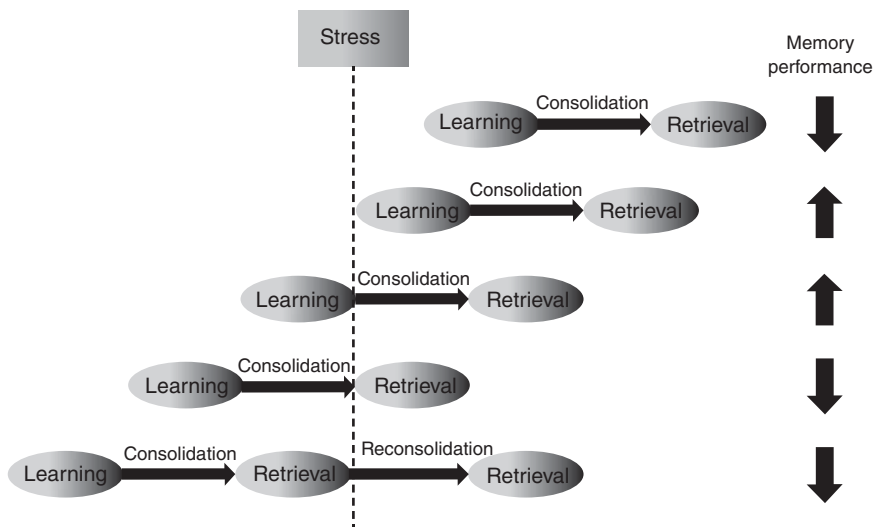 Stress
Memory
performance
Consolidation
Learning Retrieval
Consolidation
Learning Retrieval
Consolidation
Learning Retrieval
Consolidation
Learning Retrieval
Consolidation Reconsolidation
Learning Retrieval Retrieval